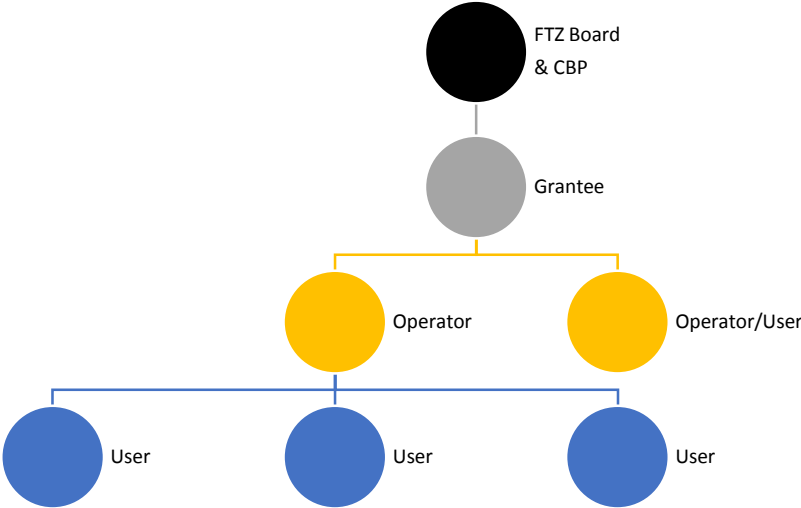 FTZ Board
& CBP
Grantee
Operator
Operator/User
User
User
User